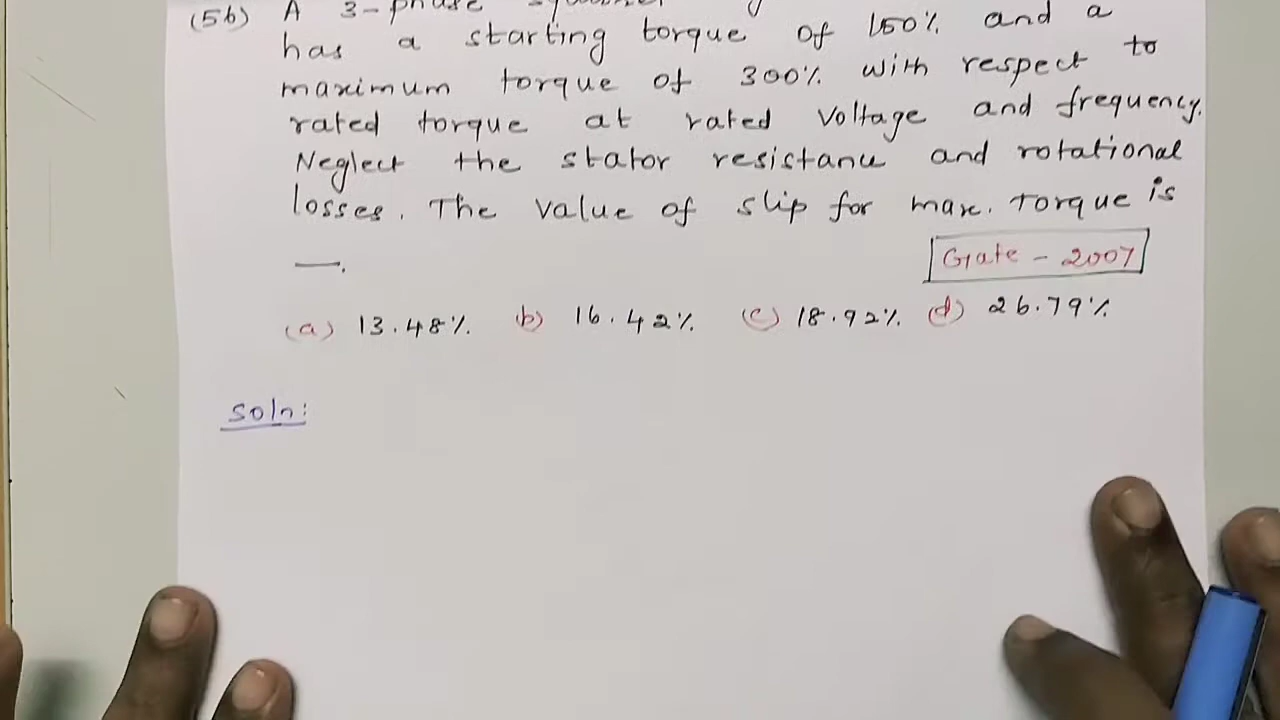 (56) A 3-phase
has a starting torque of 150% and a
maximum torque of 300% with respect to
rated torque at rated voltage and frequency.
Neglect the stator resistance and rotational
losses. The value of slip for max. Torque is
—.
Gate - 2007
(a) 13.48% (b) 16.42% (c) 18.92% (d) 26.79%
Soln: